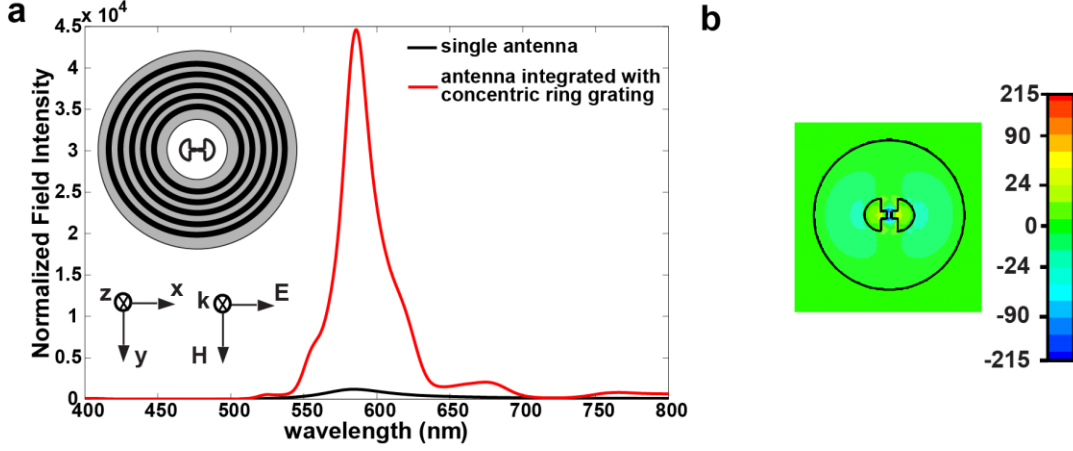 a
x 10⁴
4.5
4
3.5
3
2.5
2
1.5
1
0.5
0
Normalized Field Intensity
single antenna
antenna integrated with
concentric ring grating
z x
y
k E
H
400 450 500 550 600 650 700 750 800
wavelength (nm)
b
215
90
24
0
-24
-90
-215